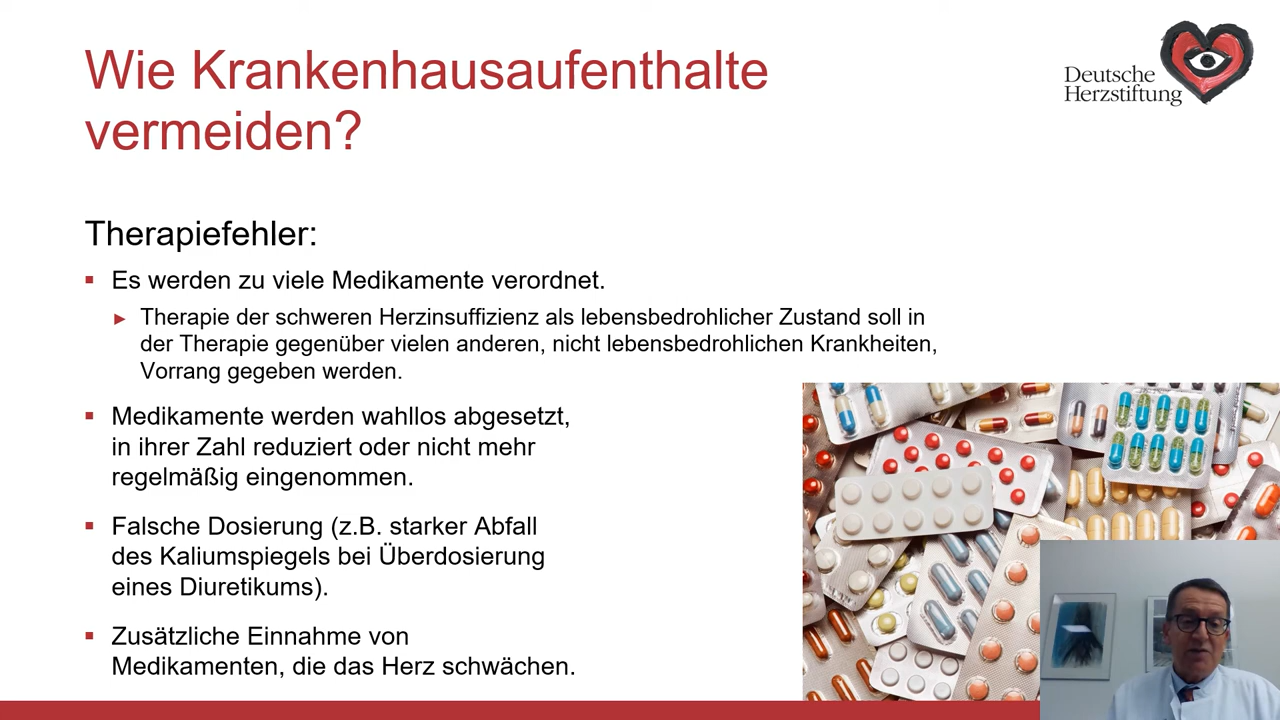 Wie Krankenhausaufenthalte
vermeiden?
Deutsche
Herzstiftung
Therapiefehler:
Es werden zu viele Medikamente verordnet.
Therapie der schweren Herzinsuffizienz als lebensbedrohlicher Zustand soll in
der Therapie gegenüber vielen anderen, nicht lebensbedrohlichen Krankheiten,
Vorrang gegeben werden.
Medikamente werden wahllos abgesetzt,
in ihrer Zahl reduziert oder nicht mehr
regelmäßig eingenommen.
Falsche Dosierung (z.B. starker Abfall
des Kaliumspiegels bei Überdosierung
eines Diuretikums).
Zusätzliche Einnahme von
Medikamenten, die das Herz schwächen.